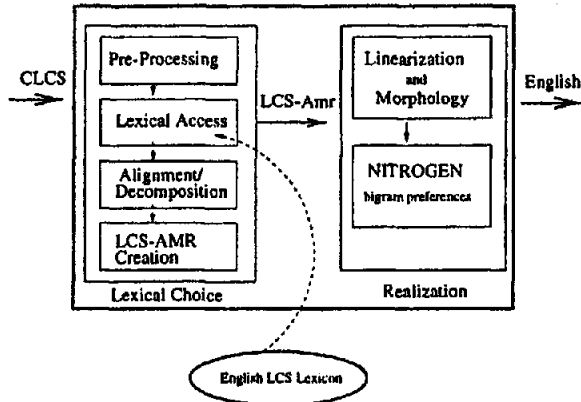 CLCS
Pre-Processing
Lexical Access
Alignment/
Decomposition
LCS-AMR
Creation
Lexical Choice
LCS-Amr
Linearization
and
Morphology
NITROGEN
bigram preferences
Realization
English
English LCS Lexicon